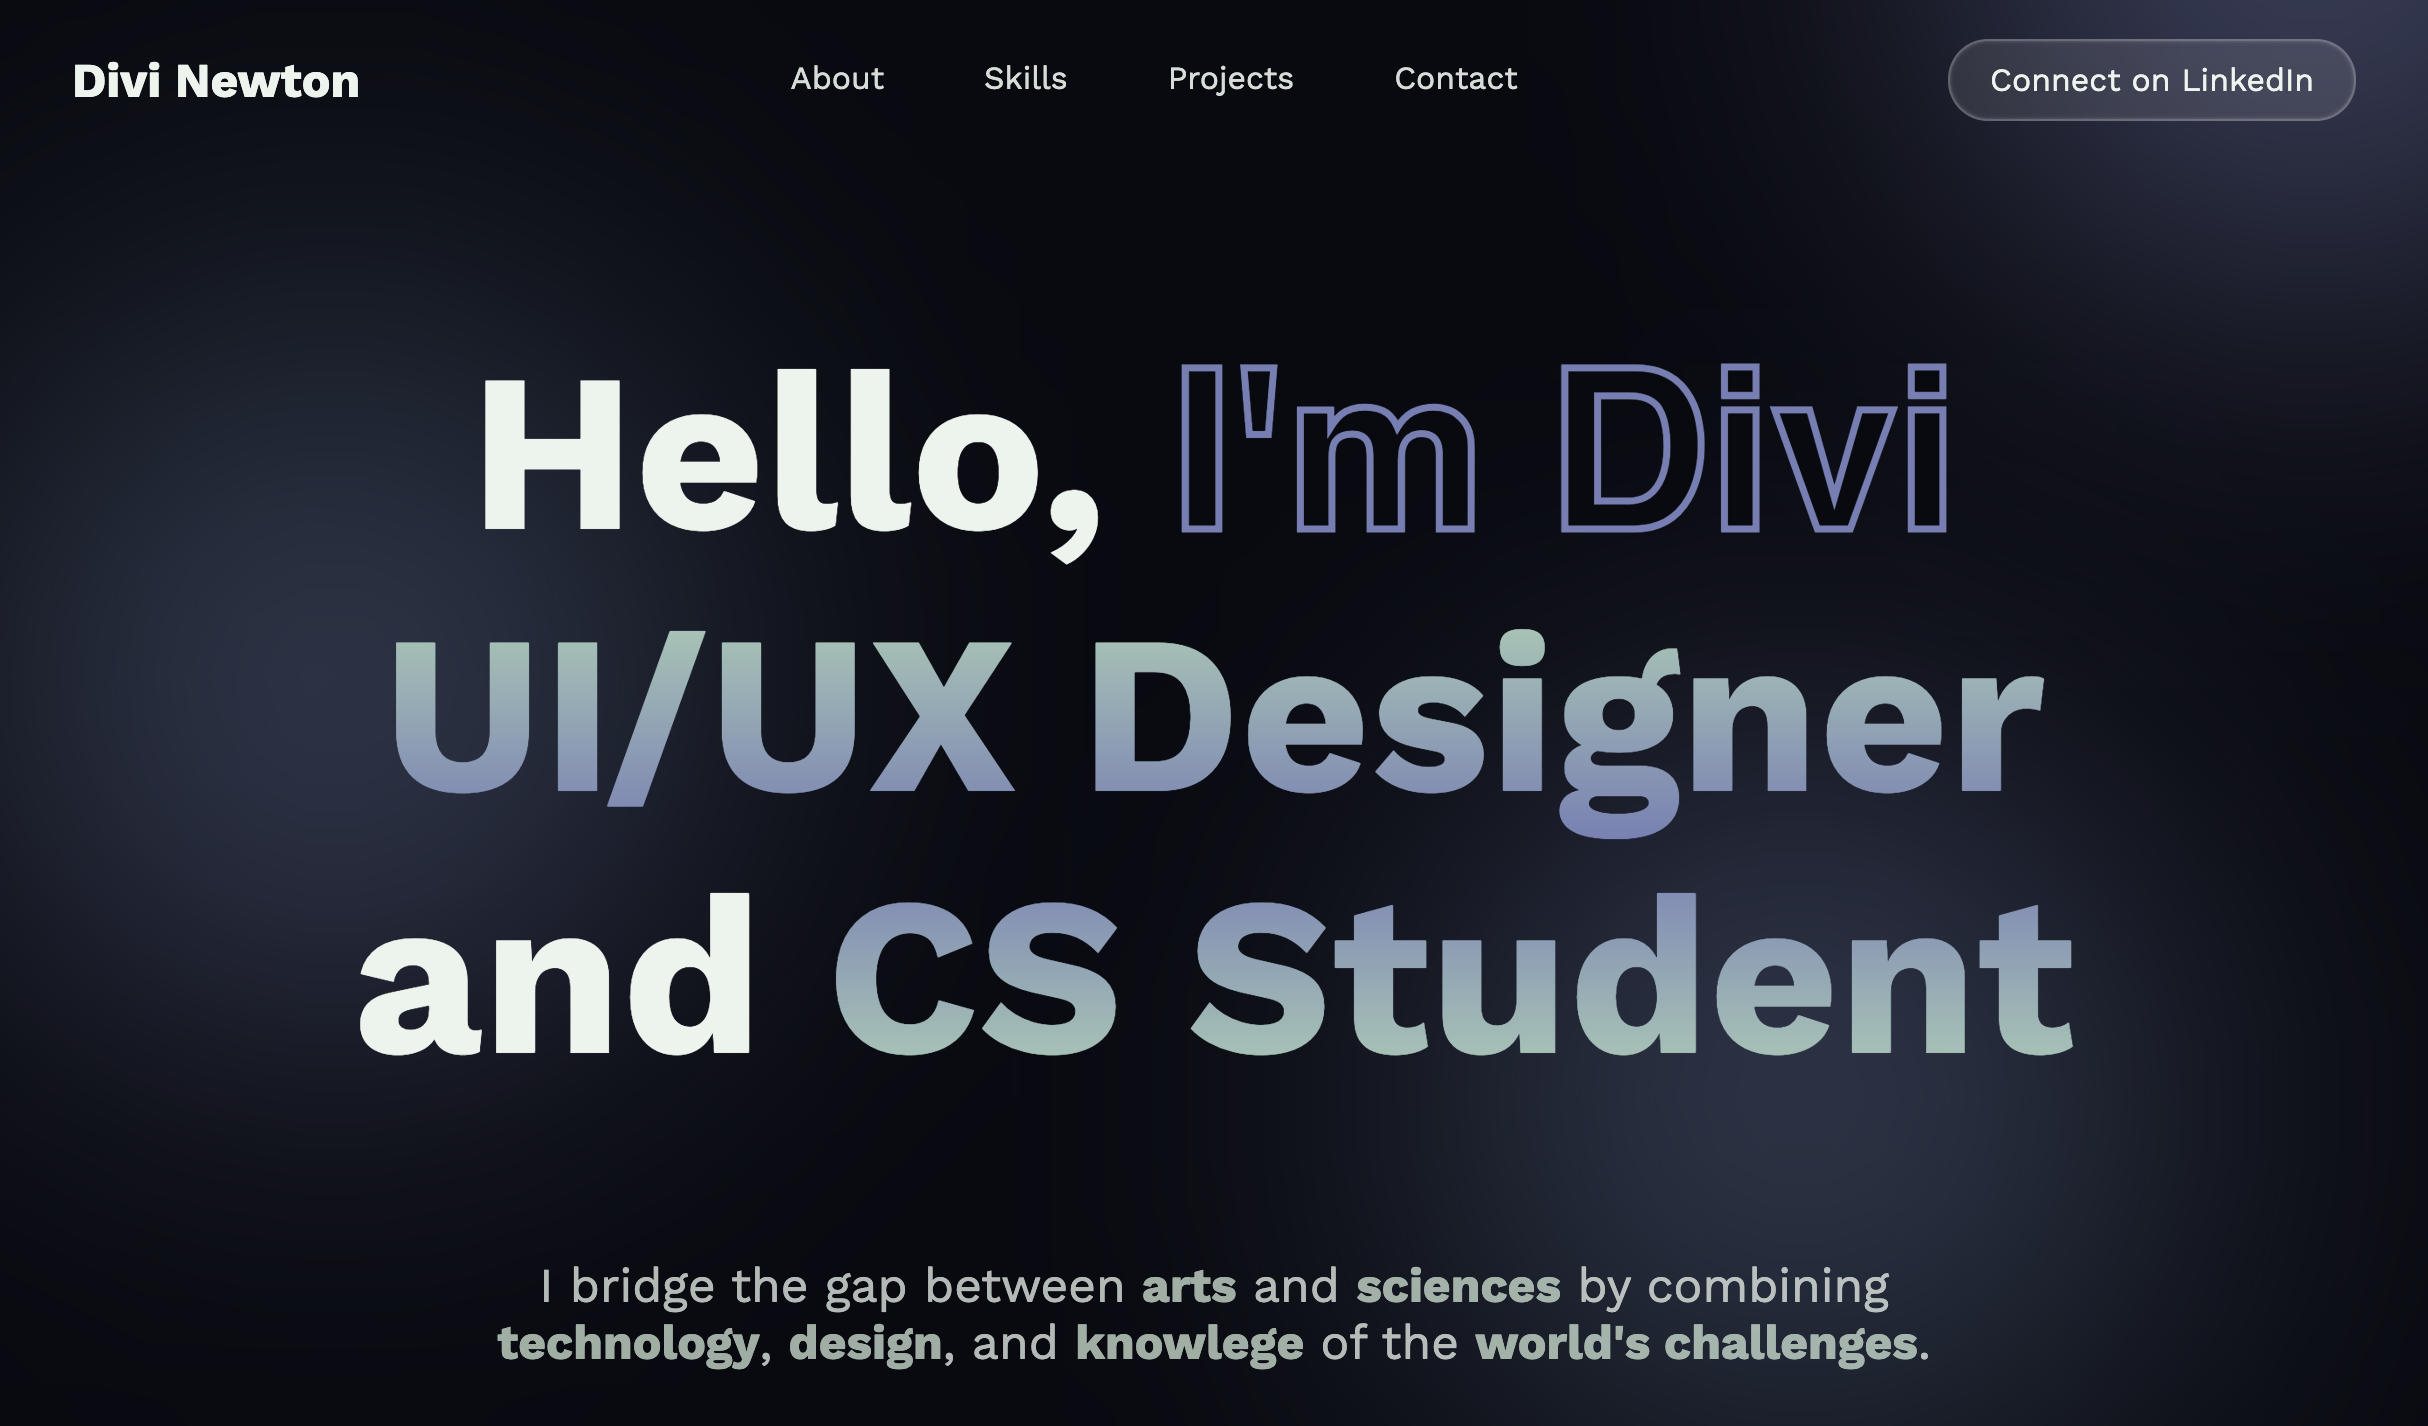 Divi Newton
About Skills Projects Contact
Connect on LinkedIn
Hello, I'm Divi
UI/UX Designer
and CS Student
I bridge the gap between arts and sciences by combining
technology, design, and knowlege of the world's challenges.